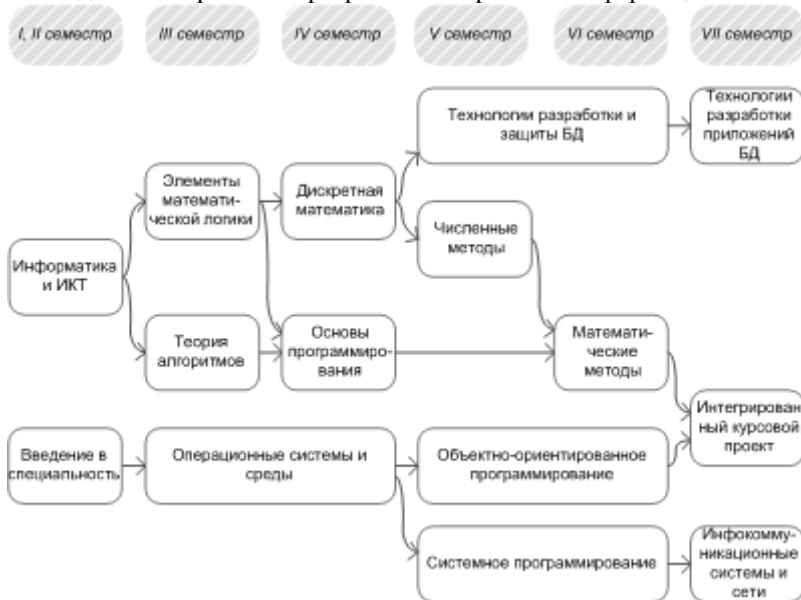 I, II семестр
III семестр
IV семестр
V семестр
VI семестр
VII семестр
Технологии разработки и
защиты БД
Технологии
разработки
приложений
БД
Элементы
математи-
ческой логики
Дискретная
математика
Численные
методы
Информатика
и ИКТ
Теория
алгоритмов
Основы
программиро-
вания
Математи-
ческие
методы
Интегрирован
ный курсовой
проект
Введение в
специальность
Операционные системы и
среды
Объектно-ориентированное
программирование
Системное программирование
Инфокомму-
никационные
системы и
сети